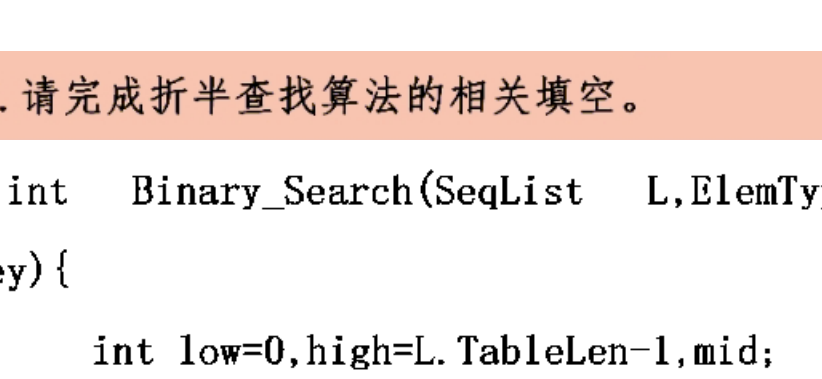 .请完成折半查找算法的相关填空。
int Binary_Search(SeqList L,ElemTy
ey){
int low=0,high=L.TableLen-1,mid;